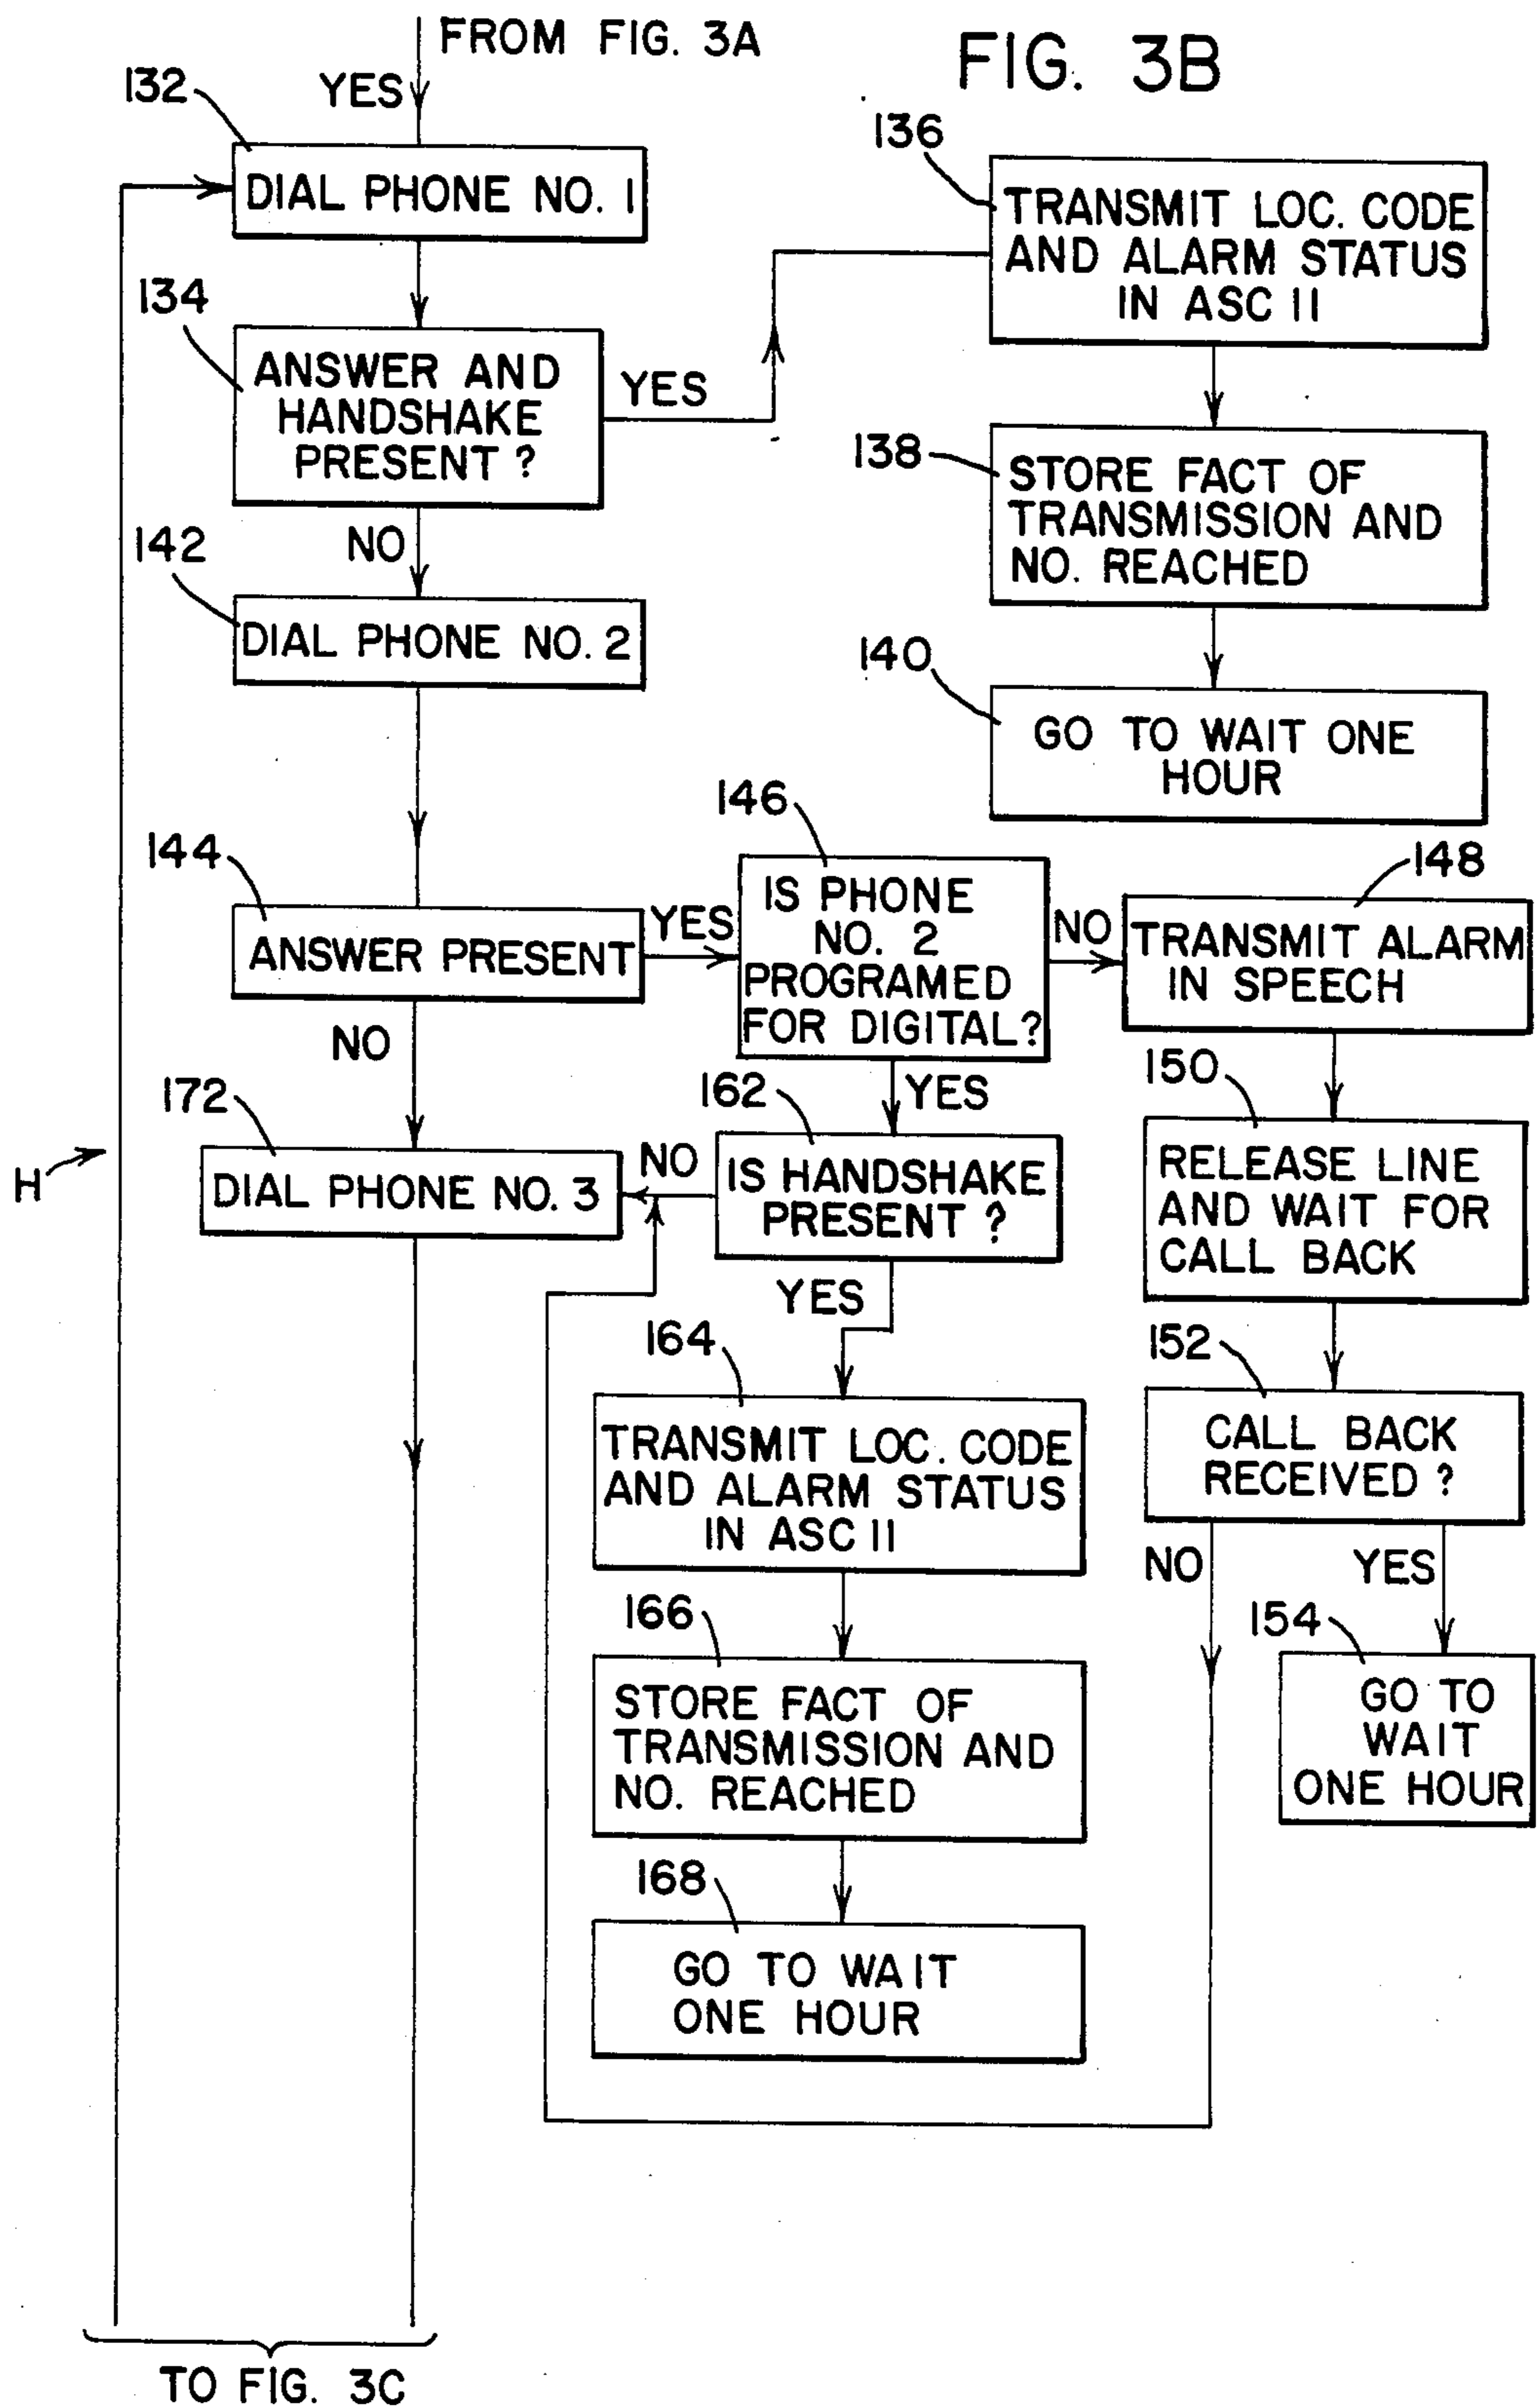 FROM FIG. 3A
FIG. 3B
YES
132
DIAL PHONE NO. 1
136
TRANSMIT LOC. CODE
AND ALARM STATUS
IN ASC II
134
ANSWER AND
HANDSHAKE
PRESENT ?
YES
138
STORE FACT OF
TRANSMISSION AND
NO. REACHED
NO
142
DIAL PHONE NO. 2
140
GO TO WAIT ONE
HOUR
144
ANSWER PRESENT
YES
146
IS PHONE
NO. 2
PROGRAMED
FOR DIGITAL?
NO
148
TRANSMIT ALARM
IN SPEECH
NO
YES
150
RELEASE LINE
AND WAIT FOR
CALL BACK
172
DIAL PHONE NO. 3
H
NO
162
IS HANDSHAKE
PRESENT ?
YES
152
CALL BACK
RECEIVED ?
164
TRANSMIT LOC. CODE
AND ALARM STATUS
IN ASC II
NO
YES
154
GO TO
WAIT
ONE HOUR
166
STORE FACT OF
TRANSMISSION AND
NO. REACHED
168
GO TO WAIT
ONE HOUR
TO FIG. 3C